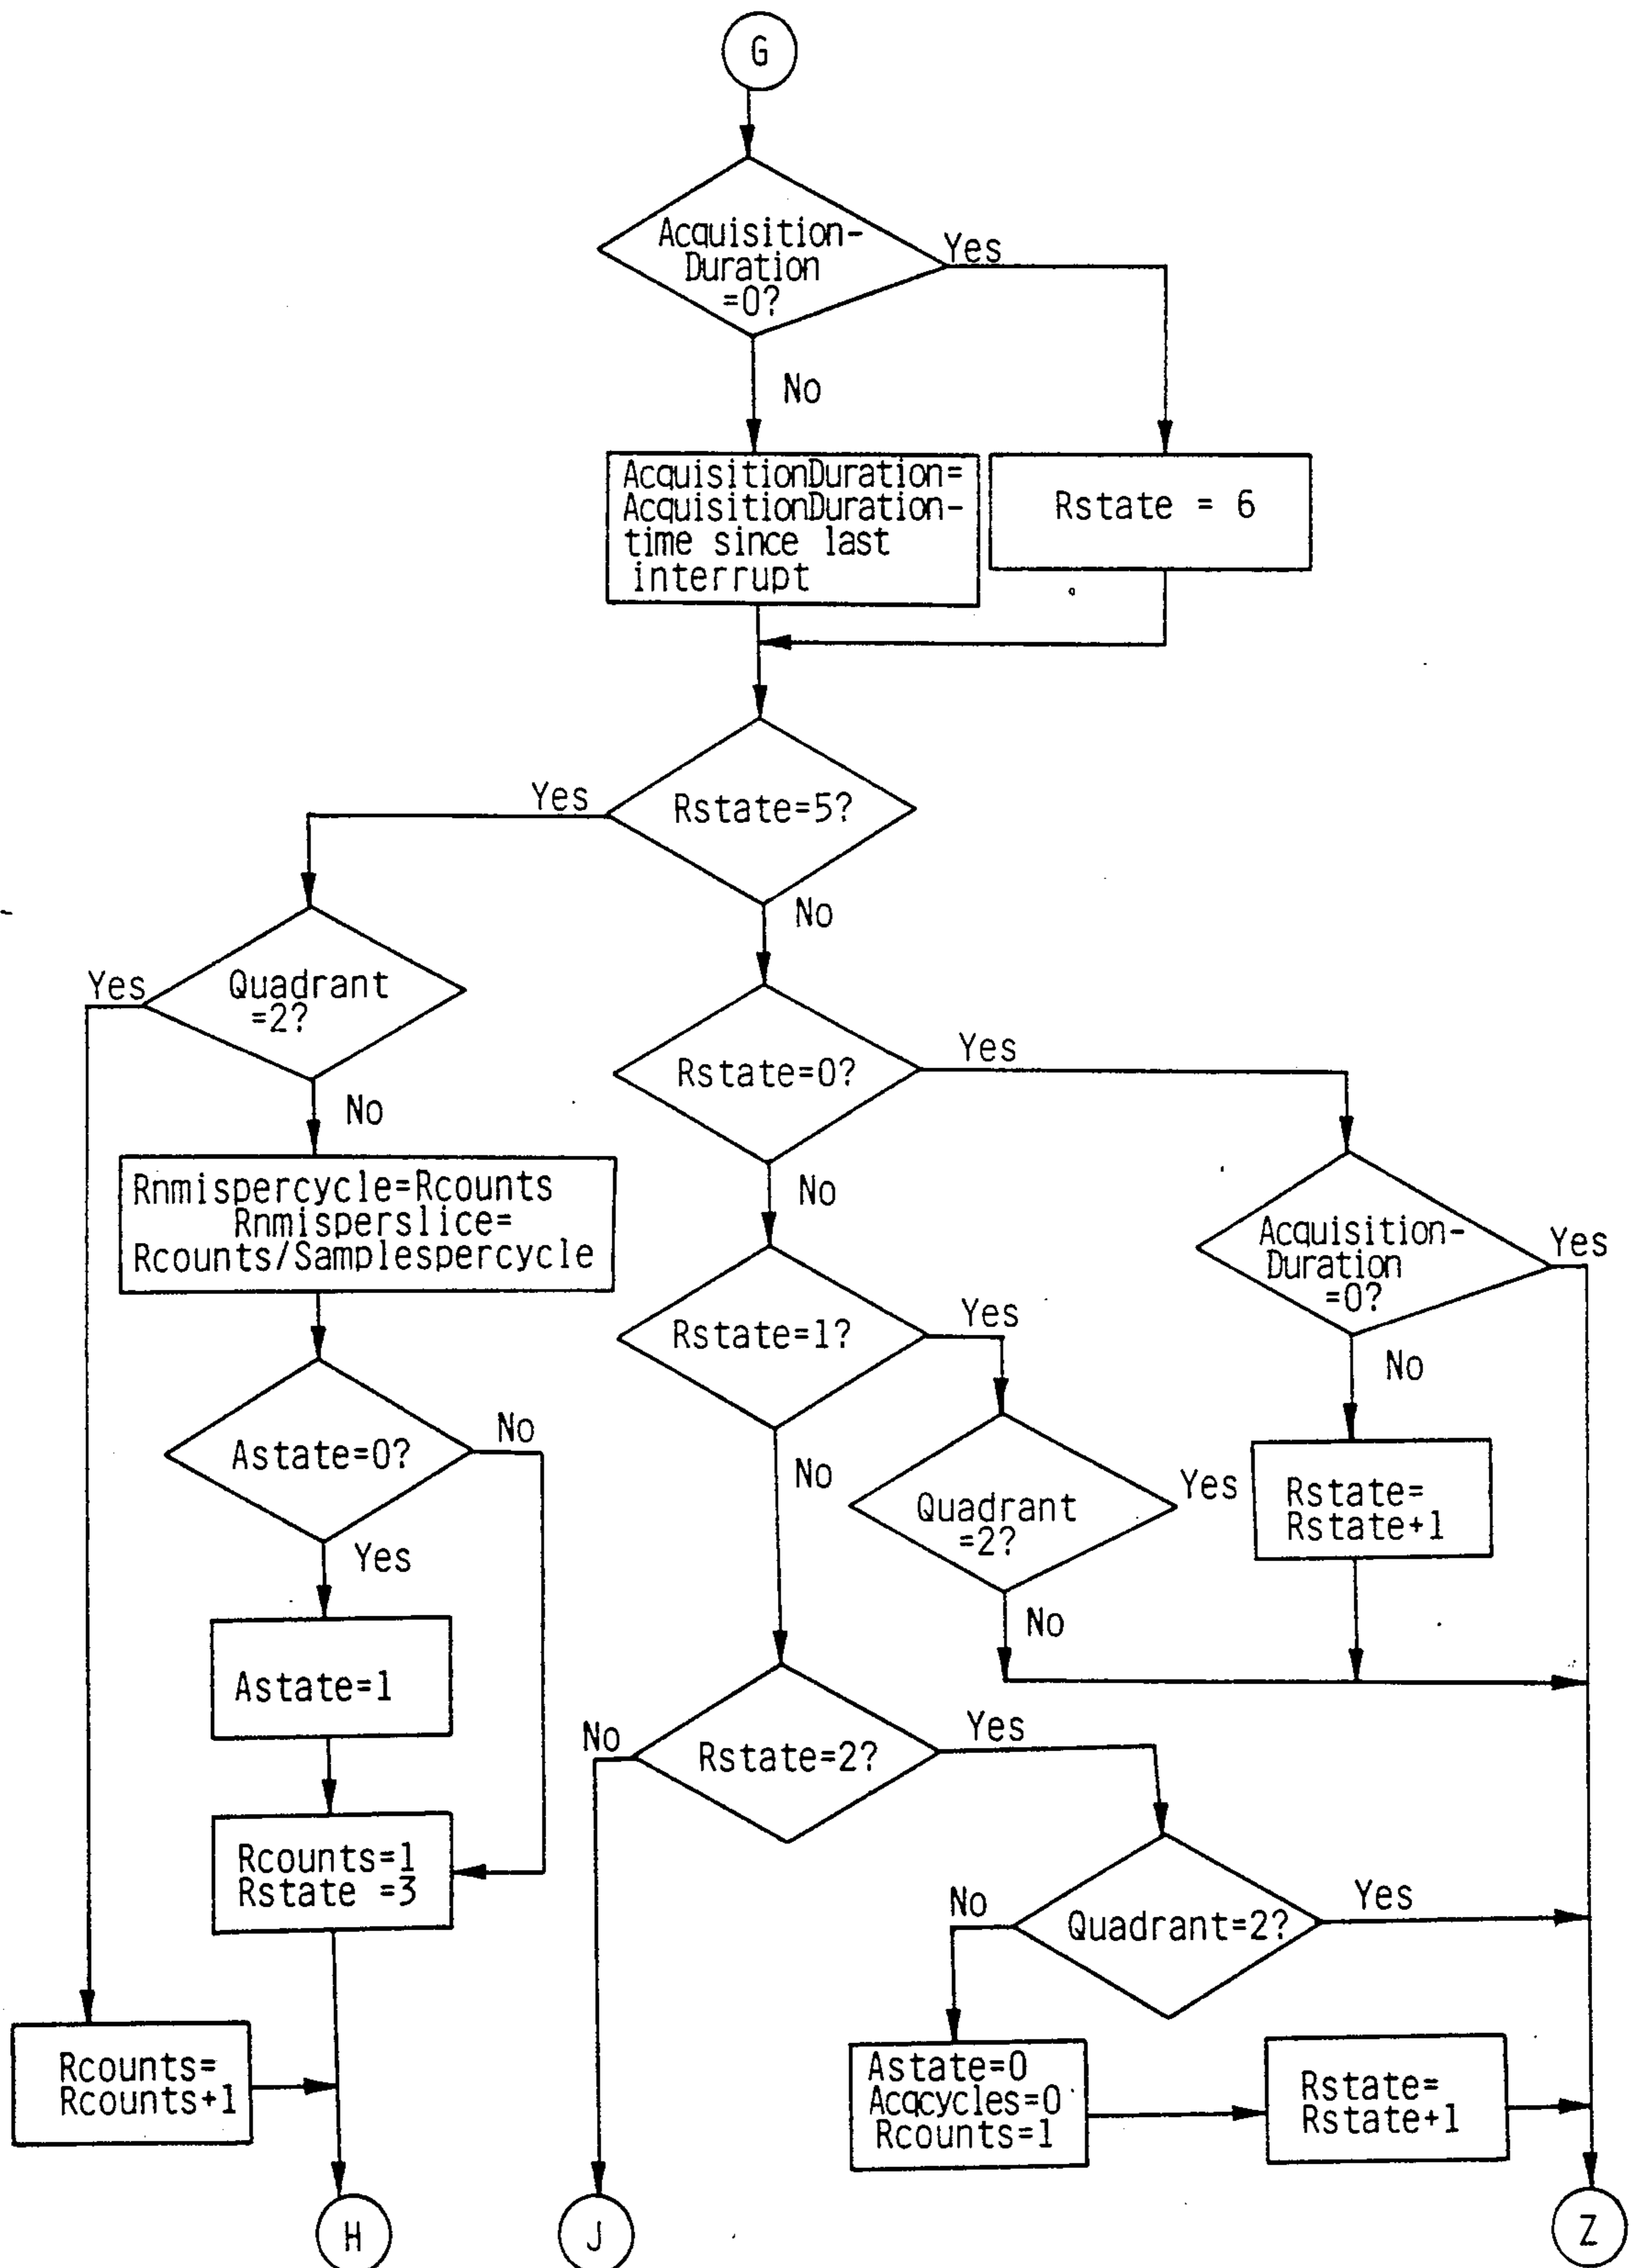 G
Acquisition-
Duration
=0?
Yes
No
AcquisitionDuration=
AcquisitionDuration-
time since last
interrupt
Rstate = 6
Rstate=5?
Yes
No
Quadrant
=2?
Yes
No
Rstate=0?
Yes
No
Rnmispercycle=Rcounts
Rnmisperslice=
Rcounts/Samplespercycle
Acquisition-
Duration
=0?
Yes
No
Rstate=1?
Yes
No
Astate=0?
No
Yes
Quadrant
=2?
Yes
No
Rstate=
Rstate+1
Astate=1
Rstate=2?
No
Yes
Rcounts=1
Rstate =3
Quadrant=2?
No
Yes
Rcounts=
Rcounts+1
Astate=0
Acqcycles=0
Rcounts=1
Rstate=
Rstate+1
H
J
Z